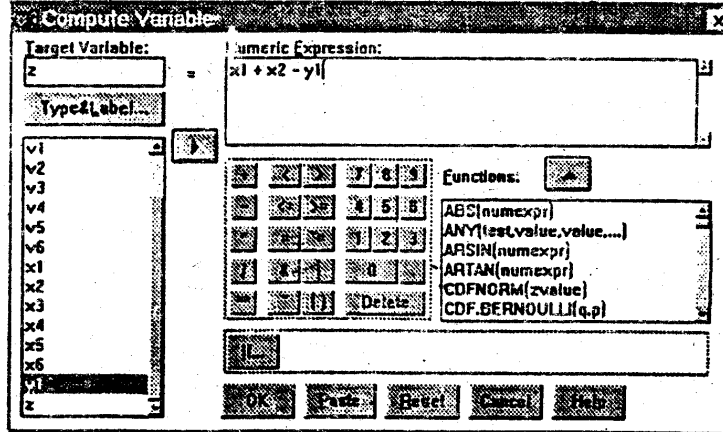 Compute Variable
Target Variable:
z
=
Numeric Expression:
x1 + x2 - y1
Type&Label...
v1
v2
v3
v4
v5
v6
x1
x2
x3
x4
x5
x6
y1
z
+ < > 7 8 9
- <= >= 4 5 6
* = ~= 1 2 3
/ & | 0 .
** ~ ( ) Delete
Functions:
ABS(numexpr)
ANY(test,value,value,...)
ARSIN(numexpr)
ARTAN(numexpr)
CDFNORM(zvalue)
CDF.BERNOULLI(q,p)
If...
OK Paste Reset Cancel Help